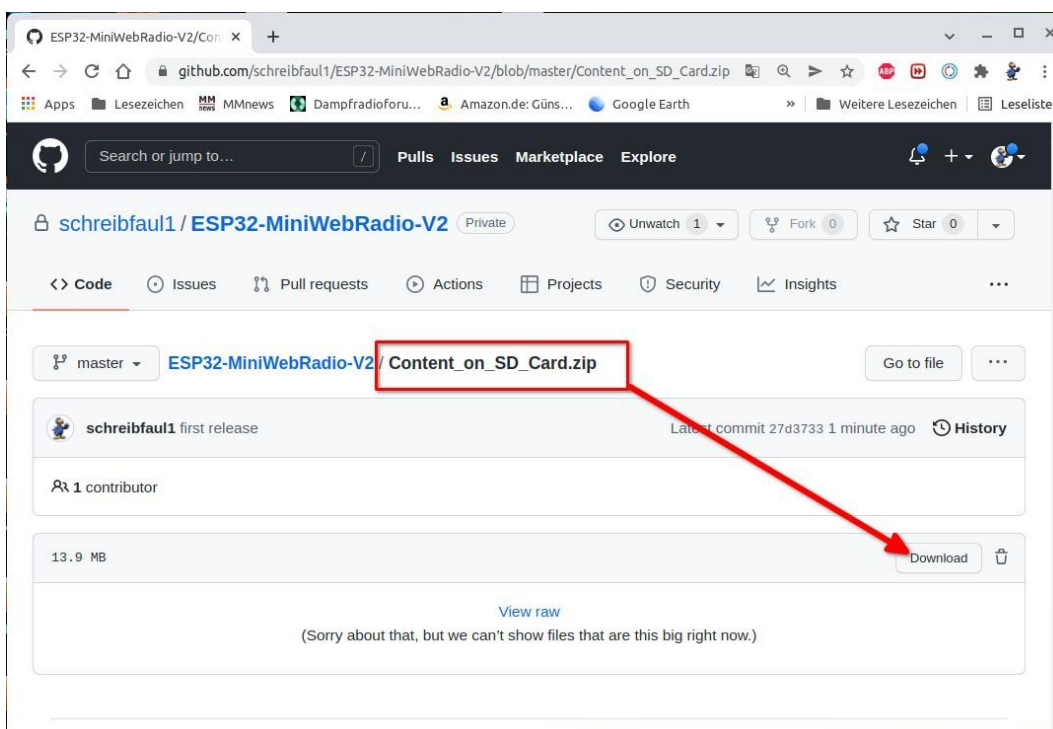 ESP32-MiniWebRadio-V2/Con
github.com/schreibfaul1/ESP32-MiniWebRadio-V2/blob/master/Content_on_SD_Card.zip
Apps Lesezeichen MM news MMnews Dampfradioforu... Amazon.de: Güns... Google Earth » Weitere Lesezeichen Leseliste
Search or jump to... / Pulls Issues Marketplace Explore
schreibfaul1 / ESP32-MiniWebRadio-V2 Private Unwatch 1 Fork 0 Star 0
<> Code Issues Pull requests Actions Projects Security Insights ...
master ESP32-MiniWebRadio-V2 / Content_on_SD_Card.zip Go to file ...
schreibfaul1 first release Latest commit 27d3733 1 minute ago History
1 contributor
13.9 MB Download
View raw
(Sorry about that, but we can't show files that are this big right now.)